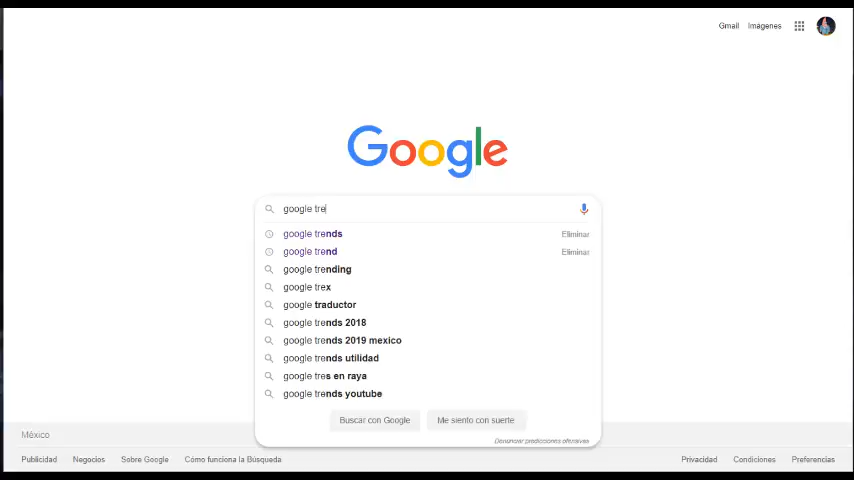 Gmail Imágenes
Google
google tre
google trends Eliminar
google trend Eliminar
google trending
google trex
google traductor
google trends 2018
google trends 2019 mexico
google trends utilidad
google tres en raya
google trends youtube
Buscar con Google Me siento con suerte
Denunciar predicciones ofensivas
México
Publicidad Negocios Sobre Google Cómo funciona la Búsqueda Privacidad Condiciones Preferencias